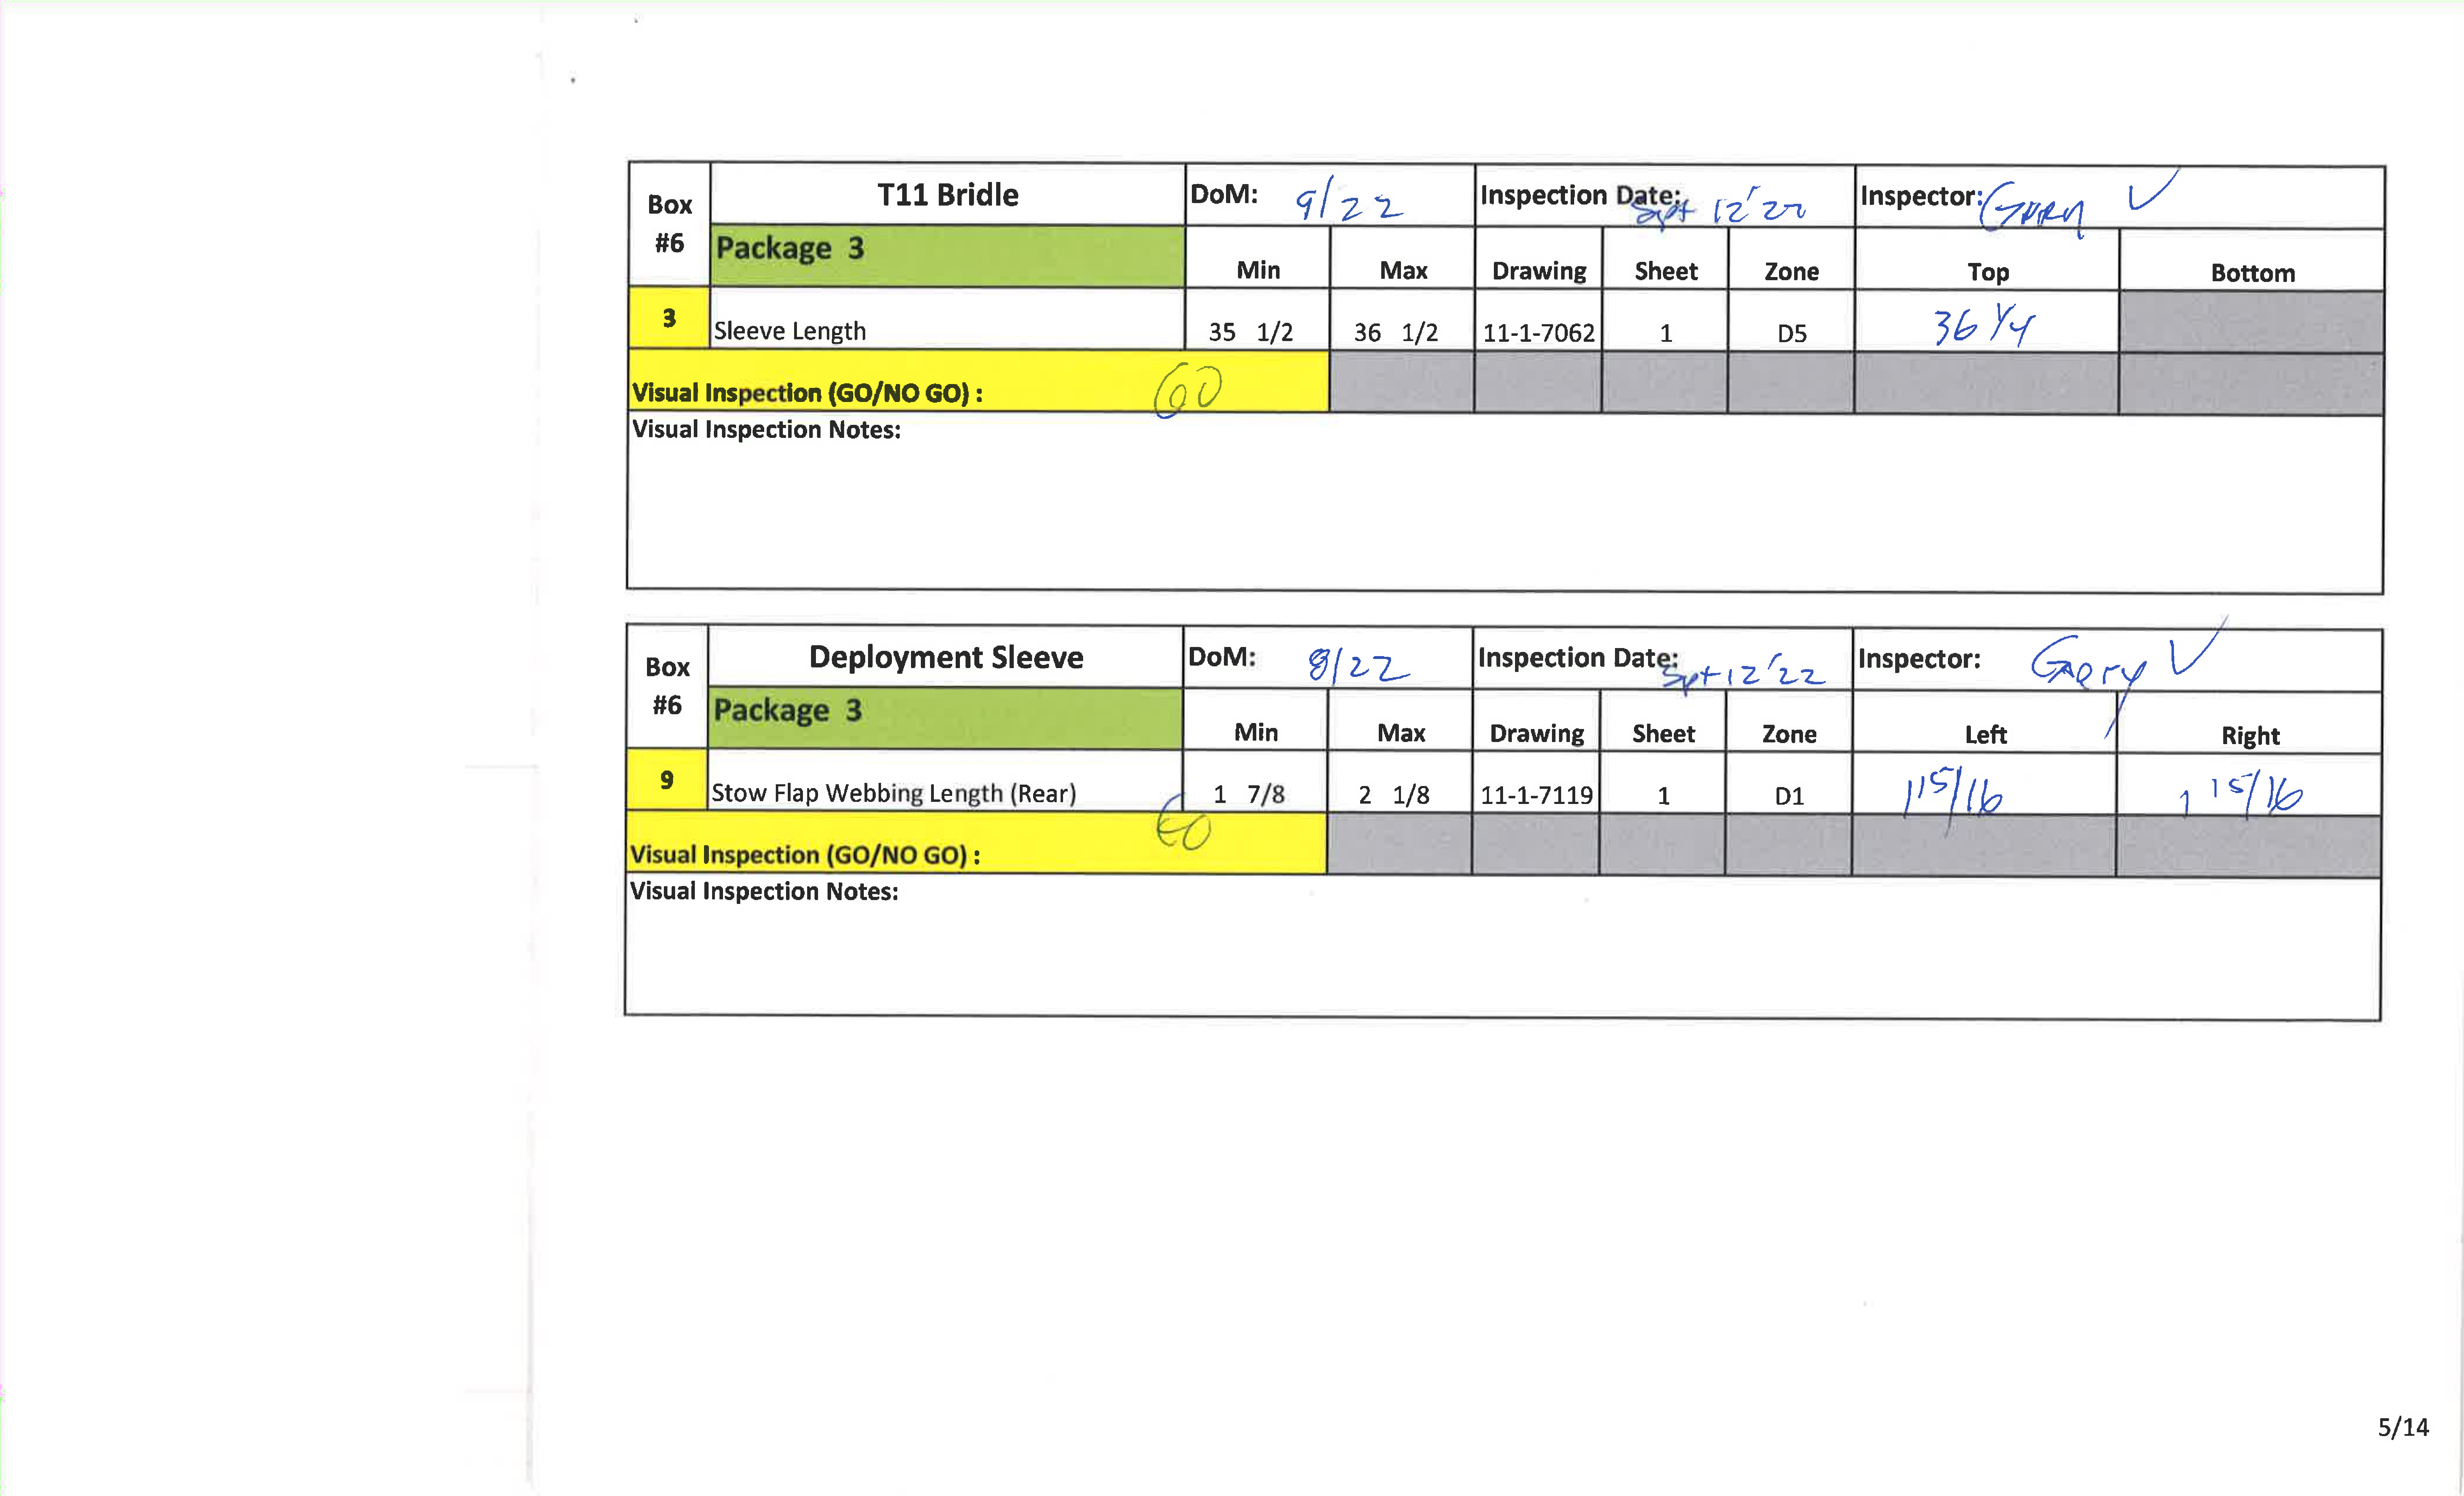 Box #6 T11 Bridle DoM: 9/22 Inspection Date: Sept 12'22 Inspector: Gary V
Package 3 Min Max Drawing Sheet Zone Top Bottom
3 Sleeve Length 35 1/2 36 1/2 11-1-7062 1 D5 36 1/4
Visual Inspection (GO/NO GO) : GO
Visual Inspection Notes:
Box #6 Deployment Sleeve DoM: 8/22 Inspection Date: Spt 12'22 Inspector: Gary V
Package 3 Min Max Drawing Sheet Zone Left Right
9 Stow Flap Webbing Length (Rear) 1 7/8 2 1/8 11-1-7119 1 D1 1 15/16 1 15/16
Visual Inspection (GO/NO GO) : GO
Visual Inspection Notes:
5/14